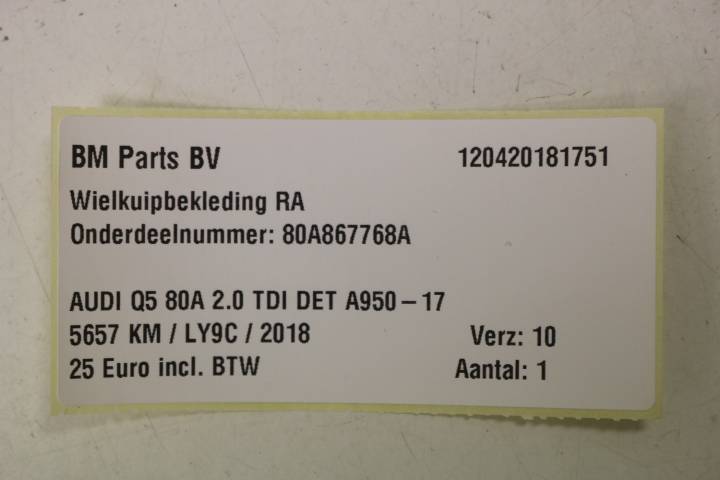 BM Parts BV 120420181751
Wielkuipbekleding RA
Onderdeelnummer: 80A867768A
AUDI Q5 80A 2.0 TDI DET A950-17
5657 KM / LY9C / 2018 Verz: 10
25 Euro incl. BTW Aantal: 1